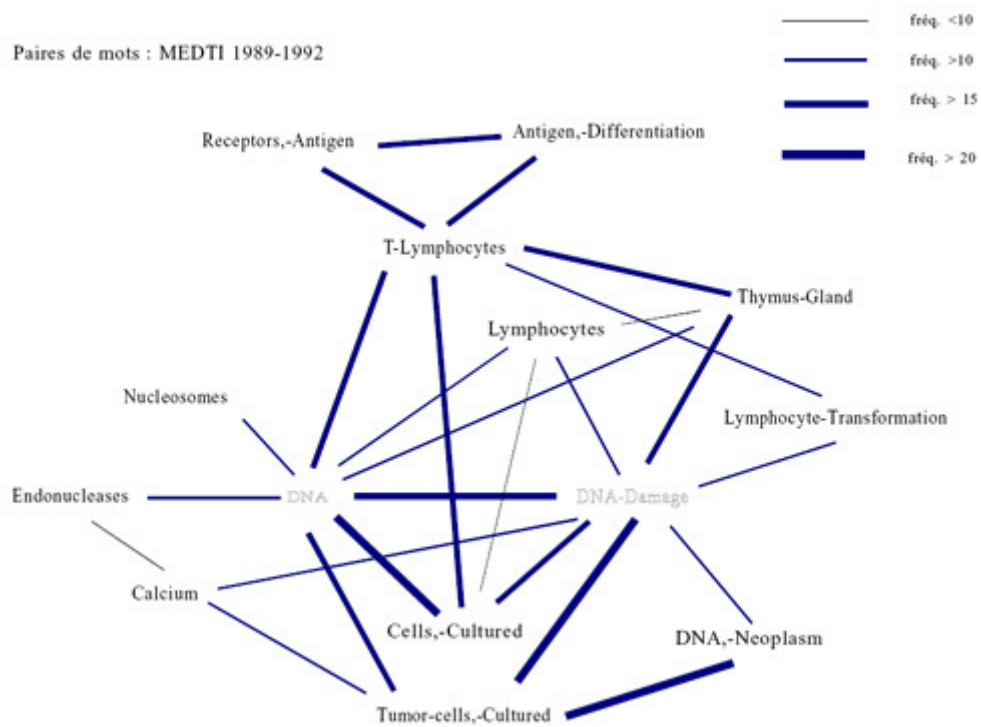 fréq. <10
Paires de mots : MEDTI 1989-1992
fréq. >10
fréq. > 15
Receptors,-Antigen
Antigen,-Differentiation
fréq. > 20
T-Lymphocytes
Thymus-Gland
Lymphocytes
Nucleosomes
Lymphocyte-Transformation
Endonucleases
DNA
DNA-Damage
Calcium
Cells,-Cultured
DNA,-Neoplasm
Tumor-cells,-Cultured